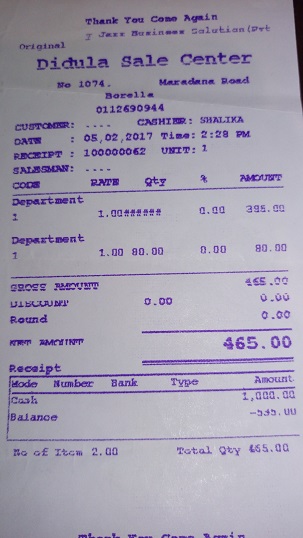 Thank You Come Again
y Jazz Business Solution(Pvt
Original
Didula Sale Center
No 1074. Maradana Road
Borella
0112690944
CUSTOMER: .... CASHIER: SHALIKA
DATE : 05,02,2017 Time: 2:28 PM
RECEIPT : 100000062 UNIT: 1
SALESMAN: ....
CODE RATE Qty % AMOUNT
Department
1 1.00###### 0.00 385.00
Department
1 1.00 80.00 0.00 80.00
GROSS AMOUNT 465.00
DISCOUNT 0.00 0.00
Round 0.00
NET AMOUNT 465.00
Receipt
Mode Number Bank Type Amount
Cash 1,000.00
Balance -535.00
No of Item 2.00 Total Qty 465.00
Thank You Come Again